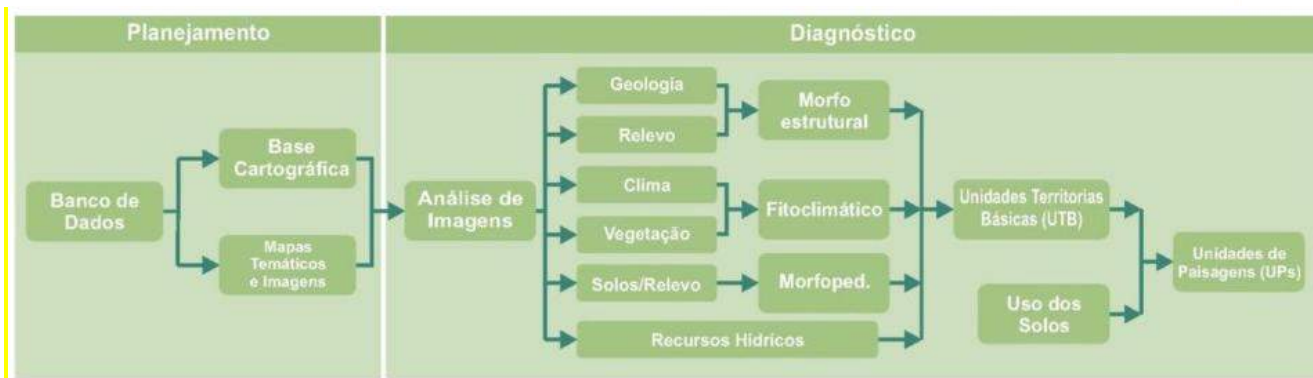 Planejamento
Diagnóstico
Banco de
Dados
Base
Cartográfica
Mapas
Temáticos
e Imagens
Análise de
Imagens
Geologia
Relevo
Clima
Vegetação
Solos/Relevo
Recursos Hídricos
Morfo
estrutural
Fitoclimático
Morfoped.
Unidades Territorias
Básicas (UTB)
Uso dos
Solos
Unidades de
Paisagens (UPs)